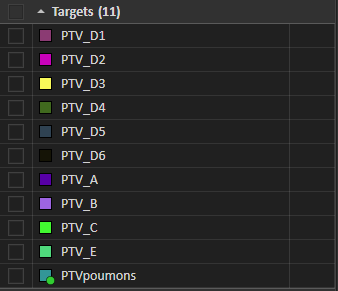 Targets (11)
PTV_D1
PTV_D2
PTV_D3
PTV_D4
PTV_D5
PTV_D6
PTV_A
PTV_B
PTV_C
PTV_E
PTVpoumons